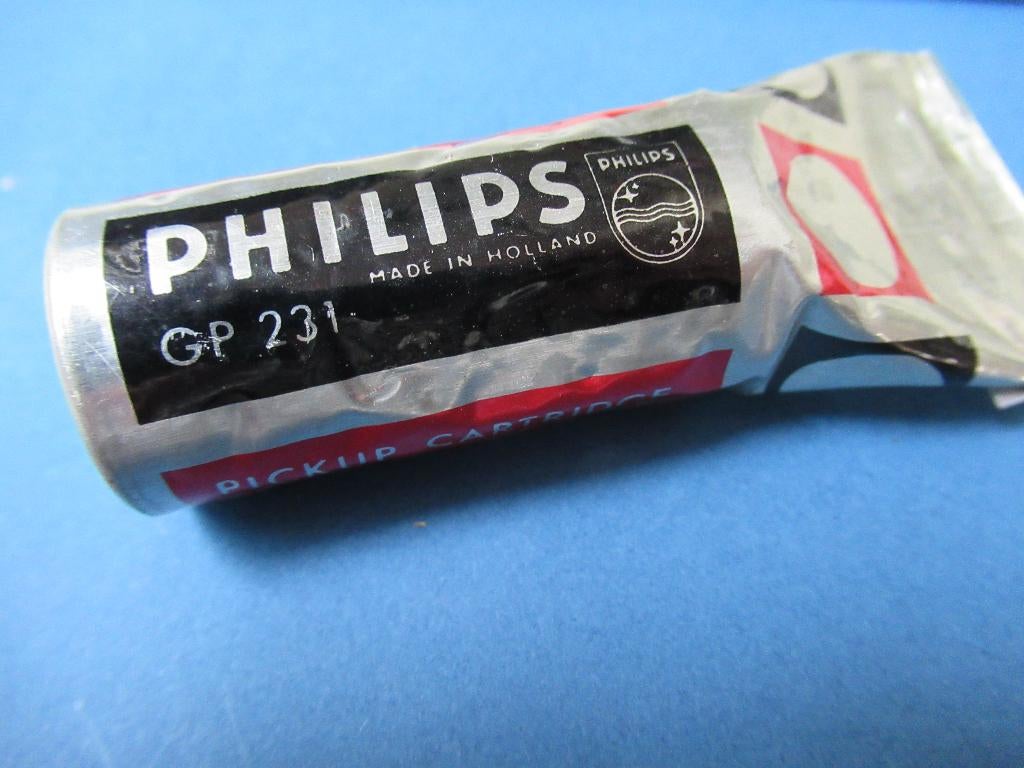 PHILIPS
MADE IN HOLLAND
PHILIPS
GP 231
PICKUP CARTRIDGE